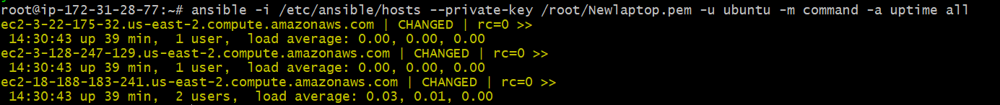 root@ip-172-31-28-77:~# ansible -i /etc/ansible/hosts --private-key /root/Newlaptop.pem -u ubuntu -m command -a uptime all
ec2-3-22-175-32.us-east-2.compute.amazonaws.com | CHANGED | rc=0 >>
 14:30:43 up 39 min,  1 user,  load average: 0.00, 0.00, 0.00
ec2-3-128-247-129.us-east-2.compute.amazonaws.com | CHANGED | rc=0 >>
 14:30:43 up 39 min,  1 user,  load average: 0.00, 0.00, 0.00
ec2-18-188-183-241.us-east-2.compute.amazonaws.com | CHANGED | rc=0 >>
 14:30:43 up 39 min,  2 users,  load average: 0.03, 0.01, 0.00